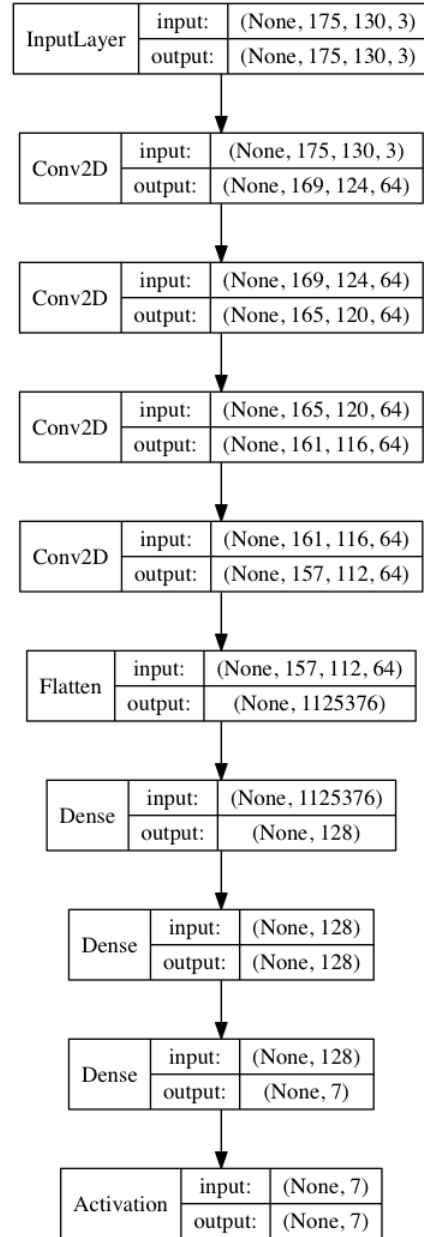 InputLayer input: (None, 175, 130, 3)
output: (None, 175, 130, 3)
Conv2D input: (None, 175, 130, 3)
output: (None, 169, 124, 64)
Conv2D input: (None, 169, 124, 64)
output: (None, 165, 120, 64)
Conv2D input: (None, 165, 120, 64)
output: (None, 161, 116, 64)
Conv2D input: (None, 161, 116, 64)
output: (None, 157, 112, 64)
Flatten input: (None, 157, 112, 64)
output: (None, 1125376)
Dense input: (None, 1125376)
output: (None, 128)
Dense input: (None, 128)
output: (None, 128)
Dense input: (None, 128)
output: (None, 7)
Activation input: (None, 7)
output: (None, 7)